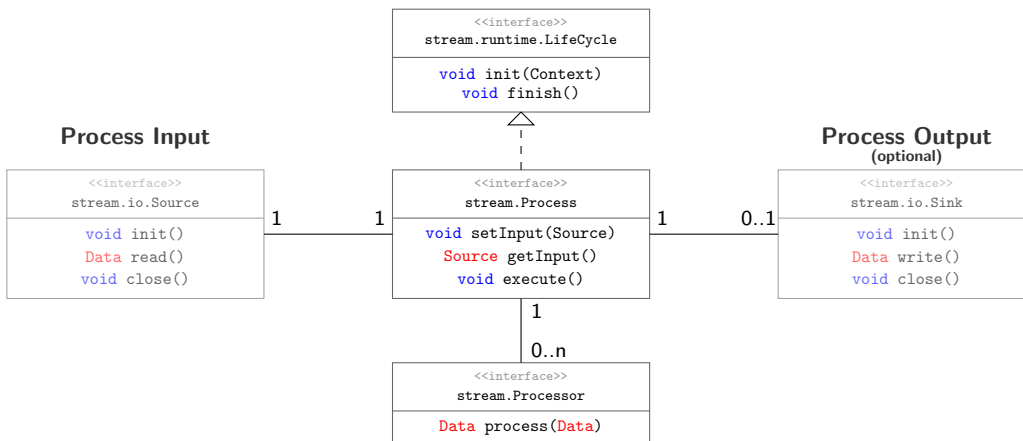 <<interface>>
stream.runtime.LifeCycle
void init(Context)
void finish()
Process Input
<<interface>>
stream.io.Source
void init()
Data read()
void close()
1
1
<<interface>>
stream.Process
void setInput(Source)
Source getInput()
void execute()
1
0..1
Process Output
(optional)
<<interface>>
stream.io.Sink
void init()
Data write()
void close()
1
0..n
<<interface>>
stream.Processor
Data process(Data)